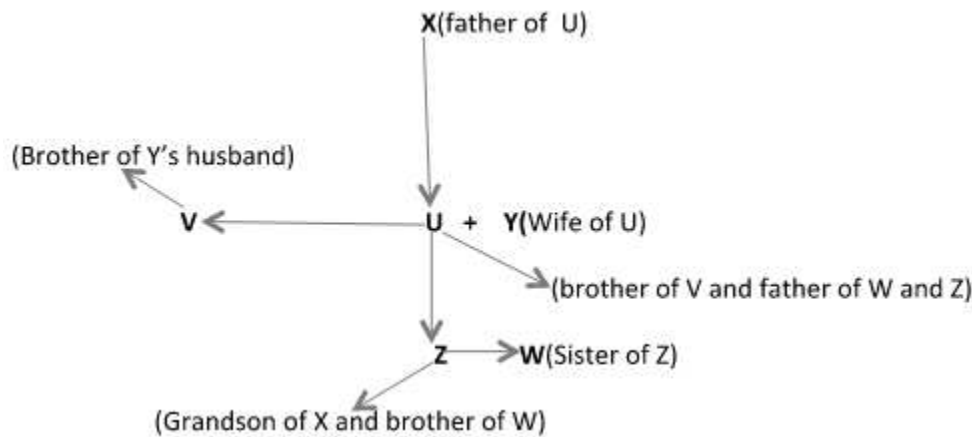 X(father of U)
(Brother of Y's husband)
V U + Y(Wife of U)
(brother of V and father of W and Z)
Z W(Sister of Z)
(Grandson of X and brother of W)